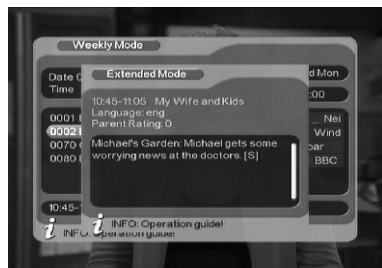 Weekly Mode
Extended Mode
Date
d Mon
Time
:00
10:45-11:05 My Wife and Kids
Language: eng
Parent Rating: 0
0001
Nei
0002
Wind
0070
0080
BBC
Michael's Garden: Michael gets some
worrying news at the doctors. [S]
10:45-
INFO: Operation guide!
INFO: Operation guide!